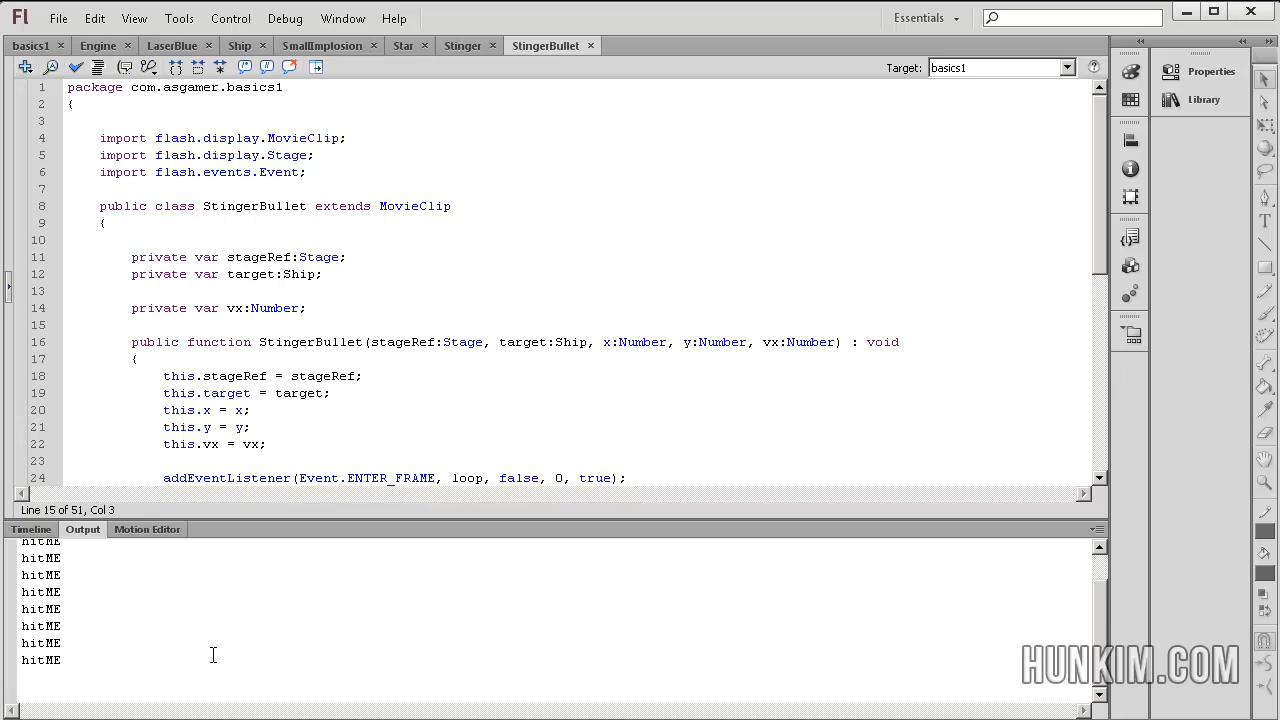 Fl File Edit View Tools Control Debug Window Help Essentials
basics1 Engine LaserBlue Ship SmallImplosion Star Stinger StingerBullet
Target: basics1
1 package com.asgamer.basics1
2 {
3
4 import flash.display.MovieClip;
5 import flash.display.Stage;
6 import flash.events.Event;
7
8 public class StingerBullet extends MovieClip
9 {
10
11 private var stageRef:Stage;
12 private var target:Ship;
13
14 private var vx:Number;
15
16 public function StingerBullet(stageRef:Stage, target:Ship, x:Number, y:Number, vx:Number) : void
17 {
18 this.stageRef = stageRef;
19 this.target = target;
20 this.x = x;
21 this.y = y;
22 this.vx = vx;
23
24 addEventListener(Event.ENTER_FRAME, loop, false, 0, true);
Line 15 of 51, Col 3
Timeline Output Motion Editor
hitME
hitME
hitME
hitME
hitME
hitME
hitME
hitME
Properties
Library
HUNKIM.COM